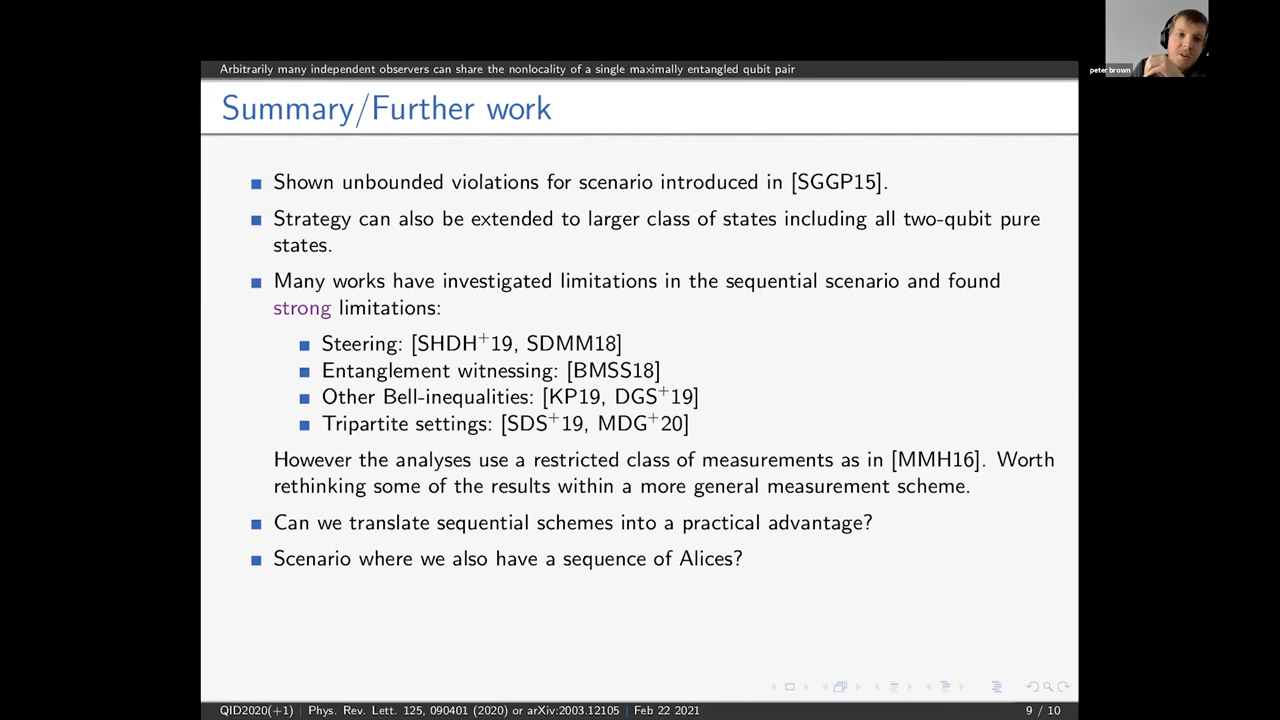 Arbitrarily many independent observers can share the nonlocality of a single maximally entangled qubit pair
peter brown
Summary/Further work
Shown unbounded violations for scenario introduced in [SGGP15].
Strategy can also be extended to larger class of states including all two-qubit pure
states.
Many works have investigated limitations in the sequential scenario and found
strong limitations:
Steering: [SHDH+19, SDMM18]
Entanglement witnessing: [BMSS18]
Other Bell-inequalities: [KP19, DGS+19]
Tripartite settings: [SDS+19, MDG+20]
However the analyses use a restricted class of measurements as in [MMH16]. Worth
rethinking some of the results within a more general measurement scheme.
Can we translate sequential schemes into a practical advantage?
Scenario where we also have a sequence of Alices?
QID2020(+1) | Phys. Rev. Lett. 125, 090401 (2020) or arXiv:2003.12105 | Feb 22 2021
9 / 10